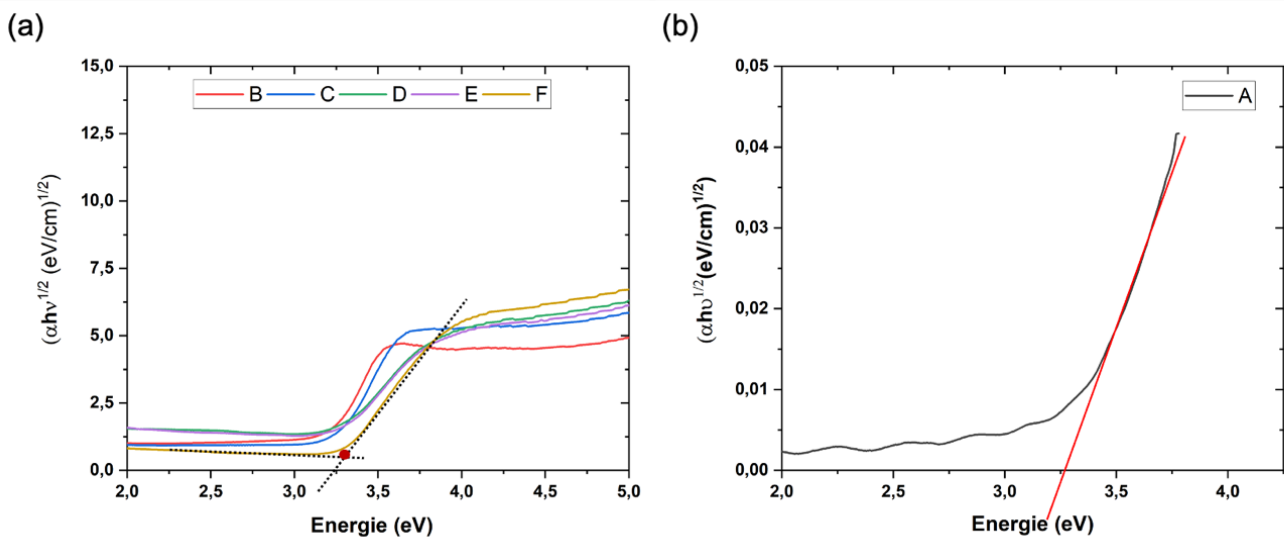 (a)
(b)
15,0
12,5
10,0
7,5
5,0
2,5
0,0
(αhν^1/2 (eV/cm)^1/2)
B C D E F
2,0 2,5 3,0 3,5 4,0 4,5 5,0
Energie (eV)
0,05
0,04
0,03
0,02
0,01
0,00
(αhυ^1/2(eV/cm)^1/2)
A
2,0 2,5 3,0 3,5 4,0
Energie (eV)